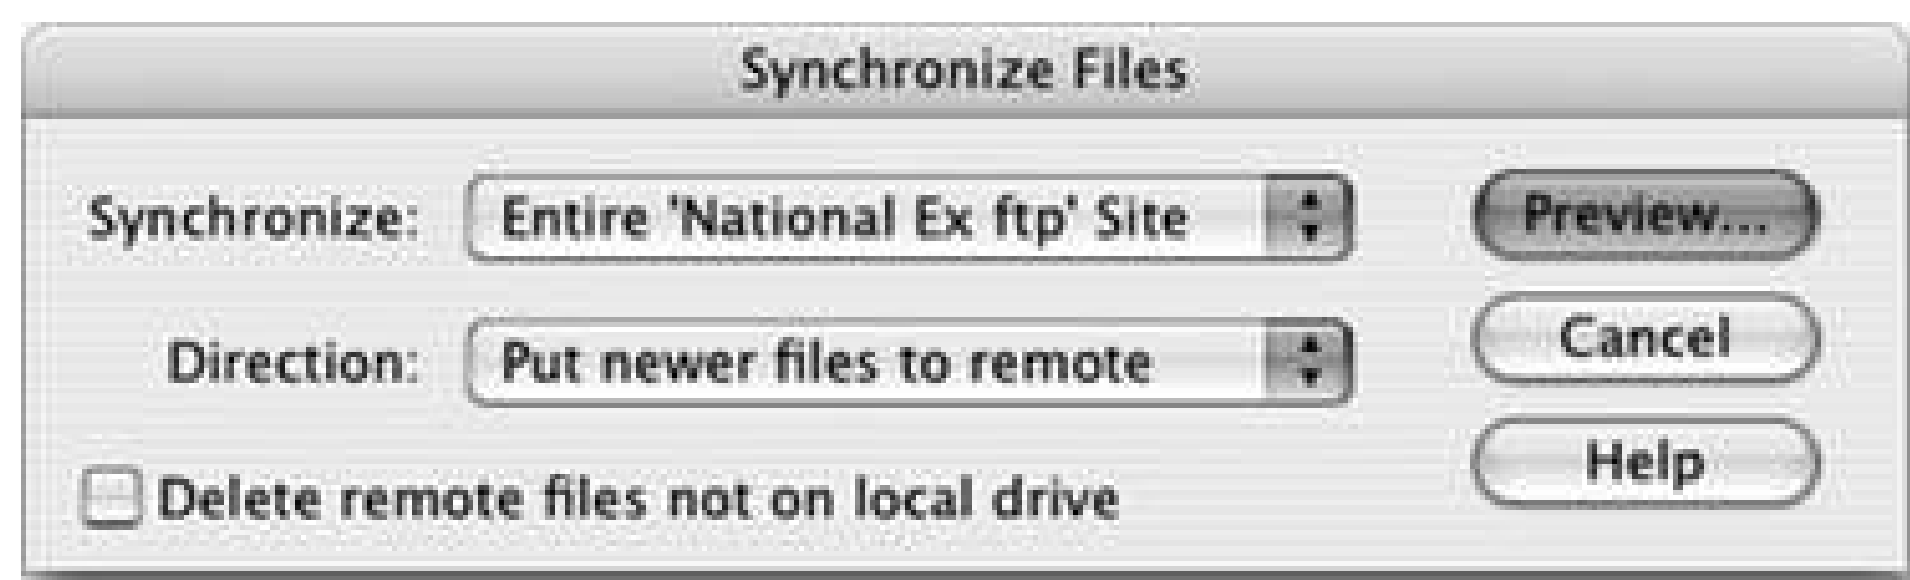 Synchronize Files
Synchronize: Entire 'National Ex ftp' Site Preview...
Direction: Put newer files to remote Cancel
Delete remote files not on local drive Help